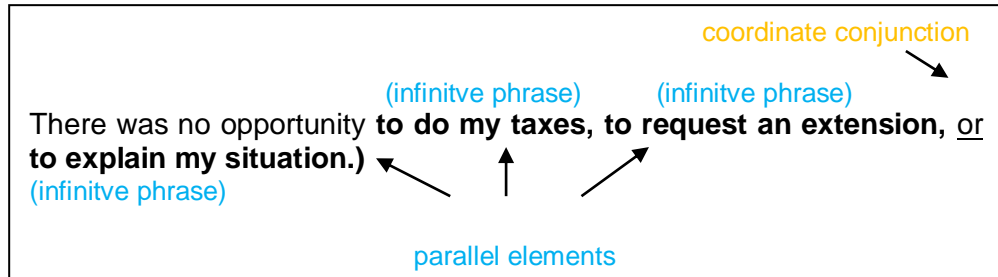 coordinate conjunction
(infinitve phrase) (infinitve phrase)
There was no opportunity to do my taxes, to request an extension, or
to explain my situation.)
(infinitve phrase)
parallel elements